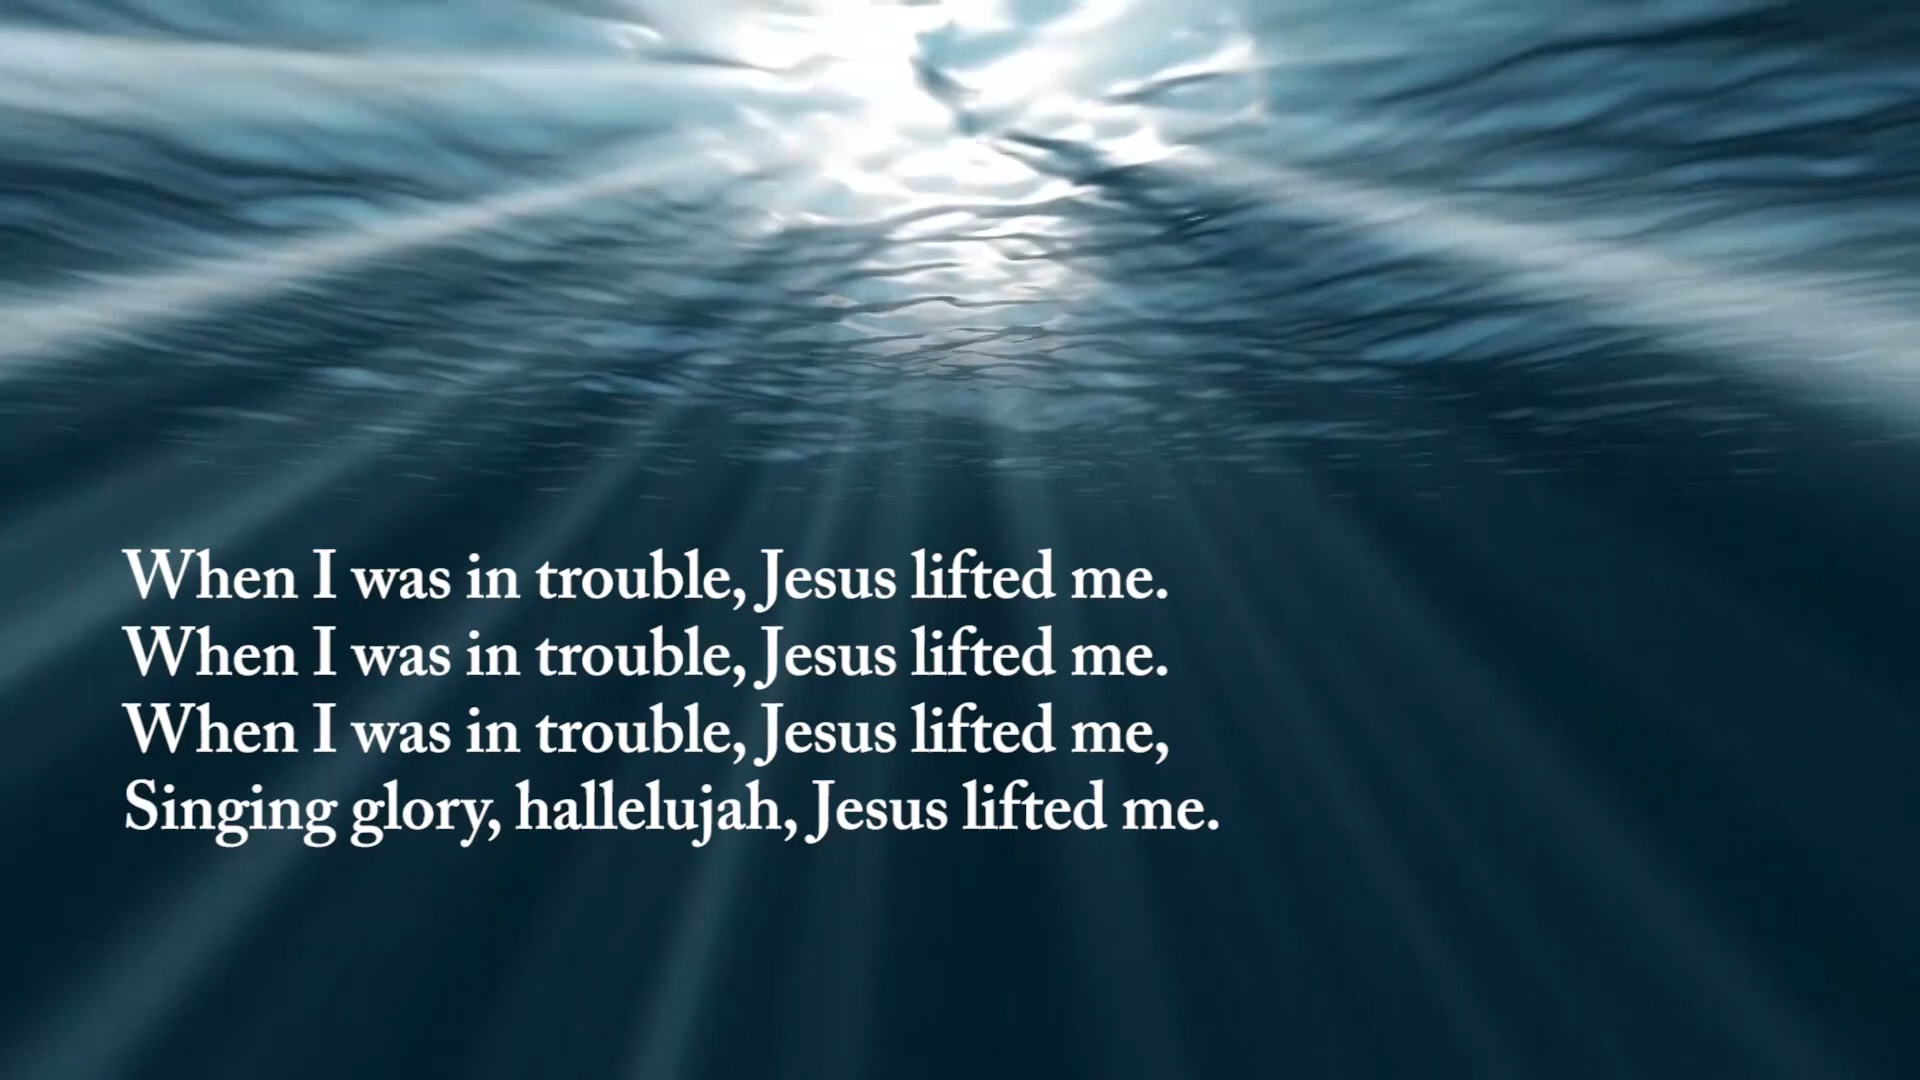 When I was in trouble, Jesus lifted me.
When I was in trouble, Jesus lifted me.
When I was in trouble, Jesus lifted me,
Singing glory, hallelujah, Jesus lifted me.